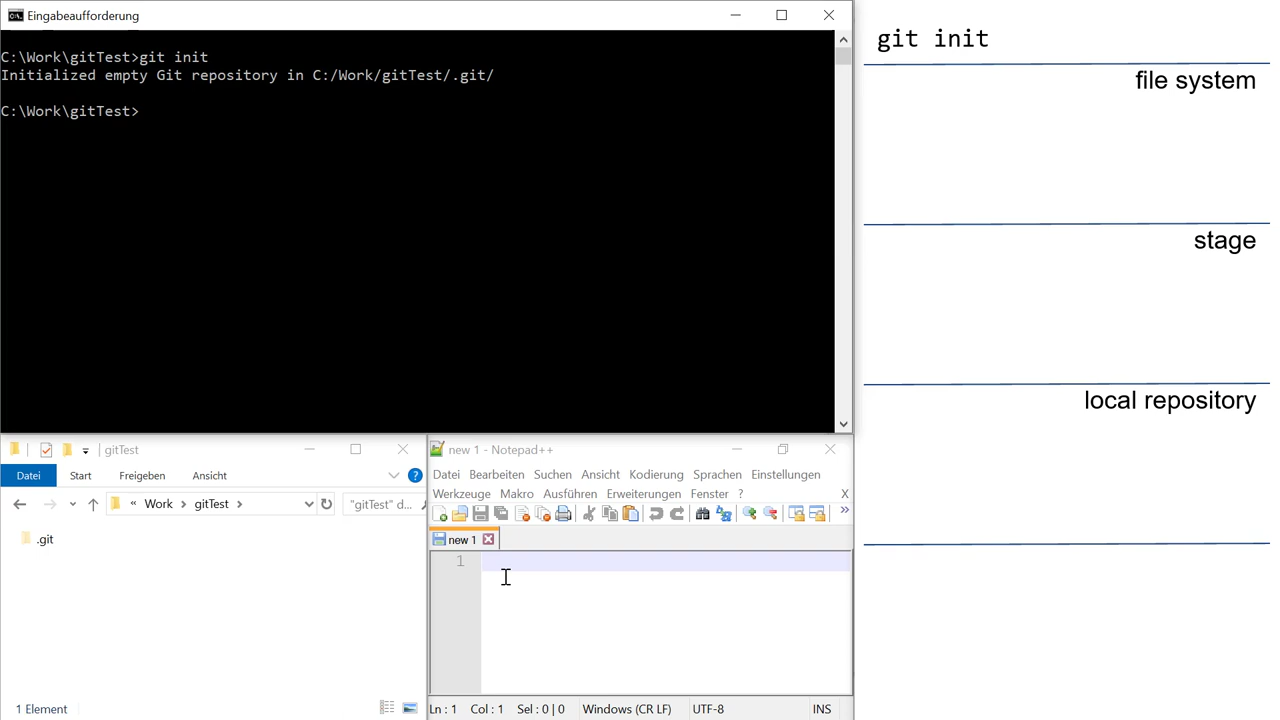 Eingabeaufforderung
C:\Work\gitTest>git init
Initialized empty Git repository in C:/Work/gitTest/.git/
C:\Work\gitTest>
git init
file system
stage
local repository
gitTest
Datei Start Freigeben Ansicht ?
« Work gitTest "gitTest" d...
.git
1 Element
new 1 - Notepad++
Datei Bearbeiten Suchen Ansicht Kodierung Sprachen Einstellungen
Werkzeuge Makro Ausführen Erweiterungen Fenster ? X
»
new 1
1
Ln : 1 Col : 1 Sel : 0 | 0 Windows (CR LF) UTF-8 INS